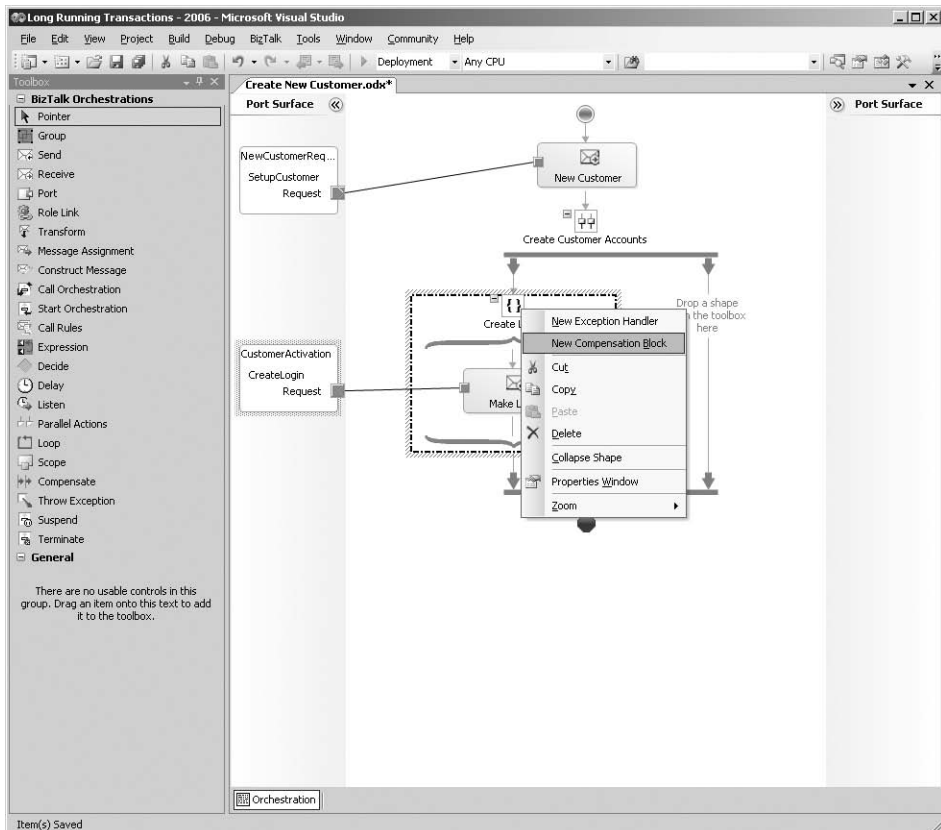 Long Running Transactions - 2006 - Microsoft Visual Studio
File Edit View Project Build Debug BizTalk Tools Window Community Help
Deployment Any CPU
Toolbox
BizTalk Orchestrations
Pointer
Group
Send
Receive
Port
Role Link
Transform
Message Assignment
Construct Message
Call Orchestration
Start Orchestration
Call Rules
Expression
Decide
Delay
Listen
Parallel Actions
Loop
Scope
Compensate
Throw Exception
Suspend
Terminate
General
There are no usable controls in this
group. Drag an item onto this text to add
it to the toolbox.
Create New Customer.odx*
Port Surface
Port Surface
NewCustomerReq...
SetupCustomer
Request
New Customer
Create Customer Accounts
Drop a shape
the toolbox
here
Create L
CustomerActivation
CreateLogin
Request
Make L
New Exception Handler
New Compensation Block
Cut
Copy
Paste
Delete
Collapse Shape
Properties Window
Zoom
Orchestration
Item(s) Saved